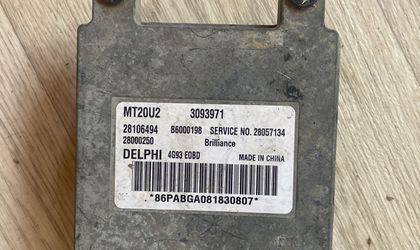 MT20U2 3093971
28106494 B6000198 SERVICE NO. 28057134
28000250 Brilliance
DELPHI 4G93 EOBD MADE IN CHINA
*86PABGA081830807*